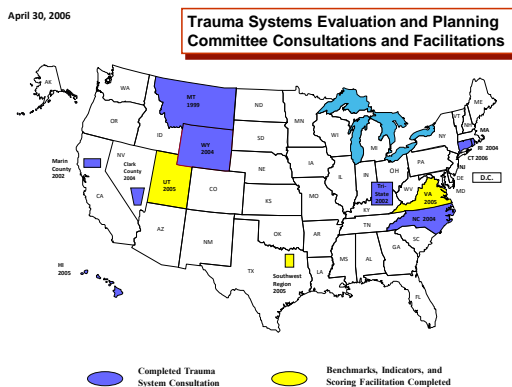 April 30, 2006
Trauma Systems Evaluation and Planning
Committee Consultations and Facilitations
AK
WA
MT
1999
ND
MN
ME
VT
NH
MA
OR
ID
WY
2004
SD
WI
MI
NY
RI 2004
CT 2006
Marin
County
2002
NV
Clark
County
2004
UT
2005
NE
IA
PA
NJ
DE
D.C.
MD
CA
CO
KS
MO
IL
IN
OH
Tri-
State
2002
WV
VA
2005
KY
NC 2004
TN
AZ
NM
OK
AR
SC
MS
AL
GA
HI
2005
TX
LA
Southwest
Region
2005
FL
Completed Trauma
System Consultation
Benchmarks, Indicators, and
Scoring Facilitation Completed